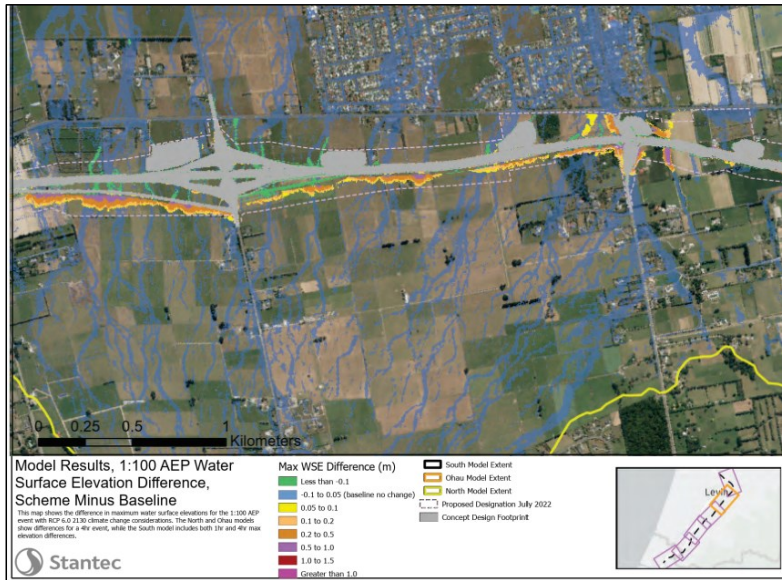 0
0.25
0.5
1
Kilometers
Model Results, 1:100 AEP Water
Surface Elevation Difference,
Scheme Minus Baseline
This map shows the difference in maximum water surface elevations for the 1:100 AEP
event with RCP 6.0 2130 climate change considerations. The North and Ohau models
show differences for a 4hr event, while the South model includes both 1hr and 4hr max
elevation differences.
Stantec
Max WSE Difference (m)
Less than -0.1
-0.1 to 0.05 (baseline no change)
0.05 to 0.1
0.1 to 0.2
0.2 to 0.5
0.5 to 1.0
1.0 to 1.5
Greater than 1.0
South Model Extent
Ohau Model Extent
North Model Extent
Proposed Designation July 2022
Concept Design Footprint